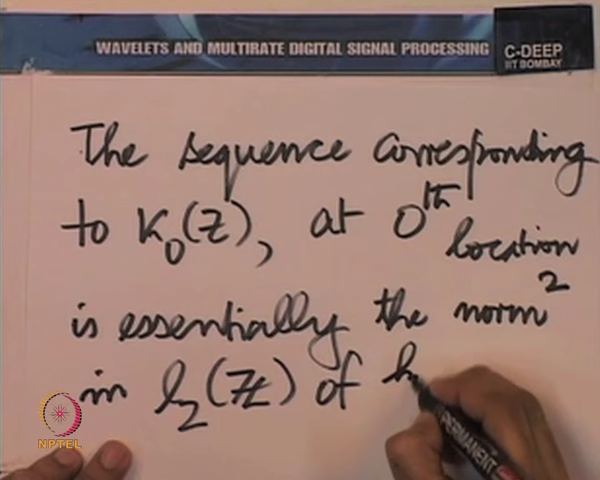 WAVELETS AND MULTIRATE DIGITAL SIGNAL PROCESSING
C-DEEP
IIT BOMBAY
The sequence corresponding
to K₀(Z), at 0ᵗʰ location
is essentially the norm²
in l₂(ℤ) of h
PERMANENT
NPTEL